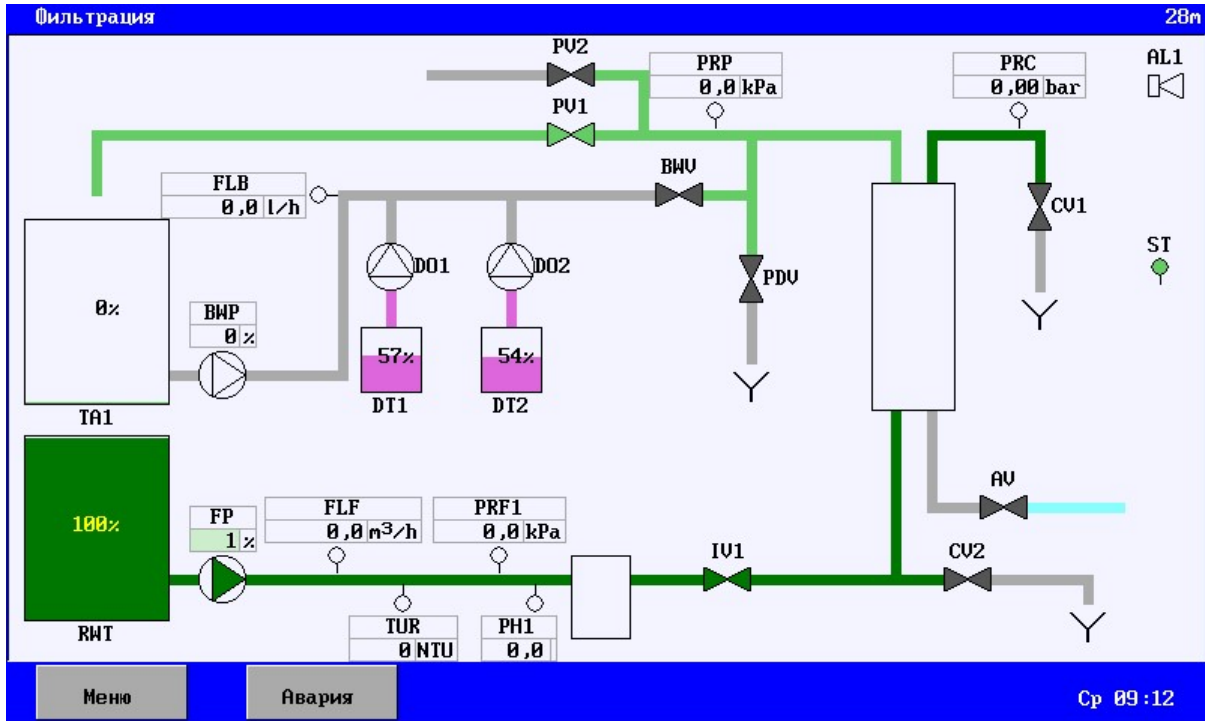 Фильтрация 28m
PV2
PRP
0,0 kPa
PRC
0,00 bar
AL1
PV1
BWV
FLB
0,0 l/h
CV1
ST
DO1
DO2
PDV
0%
BWP
0 %
57%
54%
DT1
DT2
TA1
AV
100%
FP
1 %
FLF
0,0 m3/h
PRF1
0,0 kPa
IV1
CV2
TUR
0 NTU
PH1
0,0
RWT
Меню
Авария
Ср 09:12